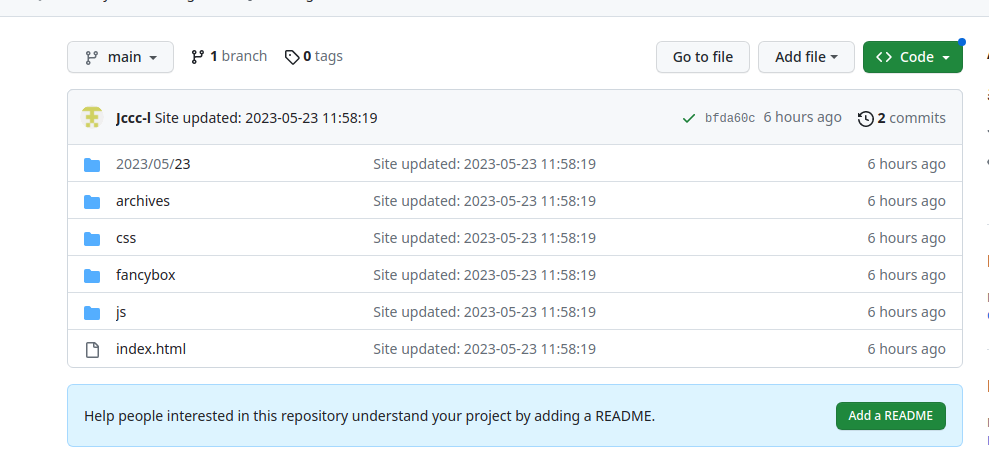 main 1 branch 0 tags Go to file Add file Code
Jccc-l Site updated: 2023-05-23 11:58:19 bfda60c 6 hours ago 2 commits
2023/05/23 Site updated: 2023-05-23 11:58:19 6 hours ago
archives Site updated: 2023-05-23 11:58:19 6 hours ago
css Site updated: 2023-05-23 11:58:19 6 hours ago
fancybox Site updated: 2023-05-23 11:58:19 6 hours ago
js Site updated: 2023-05-23 11:58:19 6 hours ago
index.html Site updated: 2023-05-23 11:58:19 6 hours ago
Help people interested in this repository understand your project by adding a README. Add a README